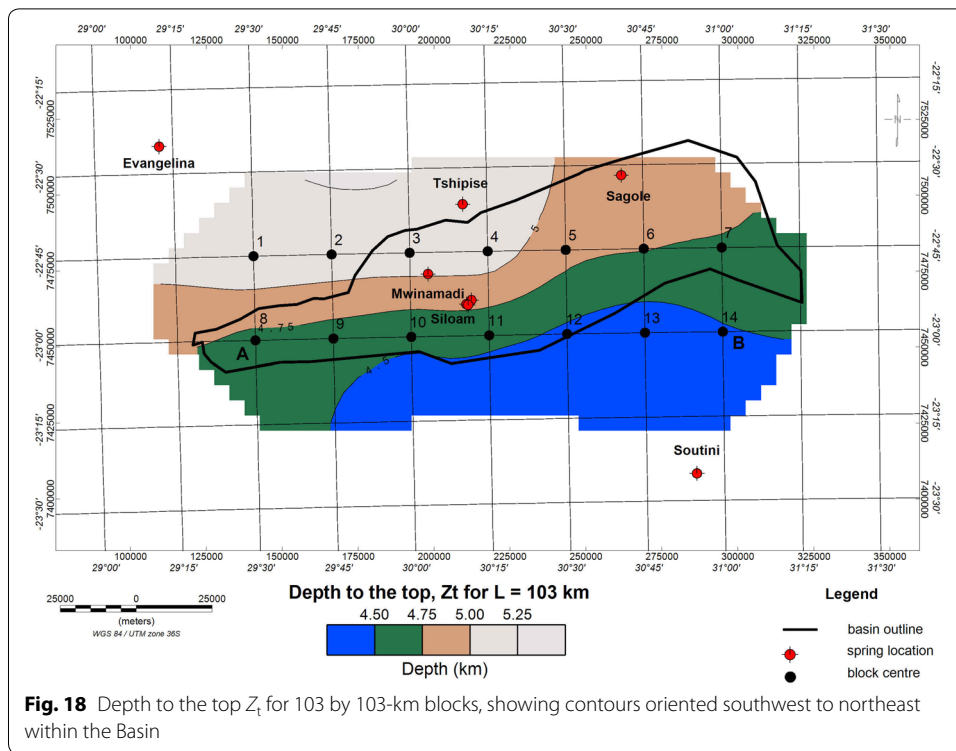 29°00' 29°15' 29°30' 29°45' 30°00' 30°15' 30°30' 30°45' 31°00' 31°15' 31°30'
100000 125000 150000 175000 200000 225000 250000 275000 300000 325000 350000
-22°15' -22°15'
7525000 7525000
N
Evangelina
-22°30' -22°30'
Tshipise
Sagole
7500000 7500000
5
1 2 3 4 5 6 7
-22°45' -22°45'
7475000 7475000
Mwinamadi
Siloam
8 9 10 11 12 13 14
4.75
A B
-23°00' -23°00'
7450000 7450000
4.5
-23°15' -23°15'
7425000 7425000
Soutini
-23°30' -23°30'
7400000 7400000
100000 125000 150000 175000 200000 225000 250000 275000 300000 325000 350000
29°00' 29°15' 29°30' 29°45' 30°00' 30°15' 30°30' 30°45' 31°00' 31°15' 31°30'
25000 0 25000
(meters)
WGS 84 / UTM zone 36S
Depth to the top, Zt for L = 103 km
4.50 4.75 5.00 5.25
Depth (km)
Legend
basin outline
spring location
block centre
Fig. 18 Depth to the top Zt for 103 by 103-km blocks, showing contours oriented southwest to northeast
within the Basin